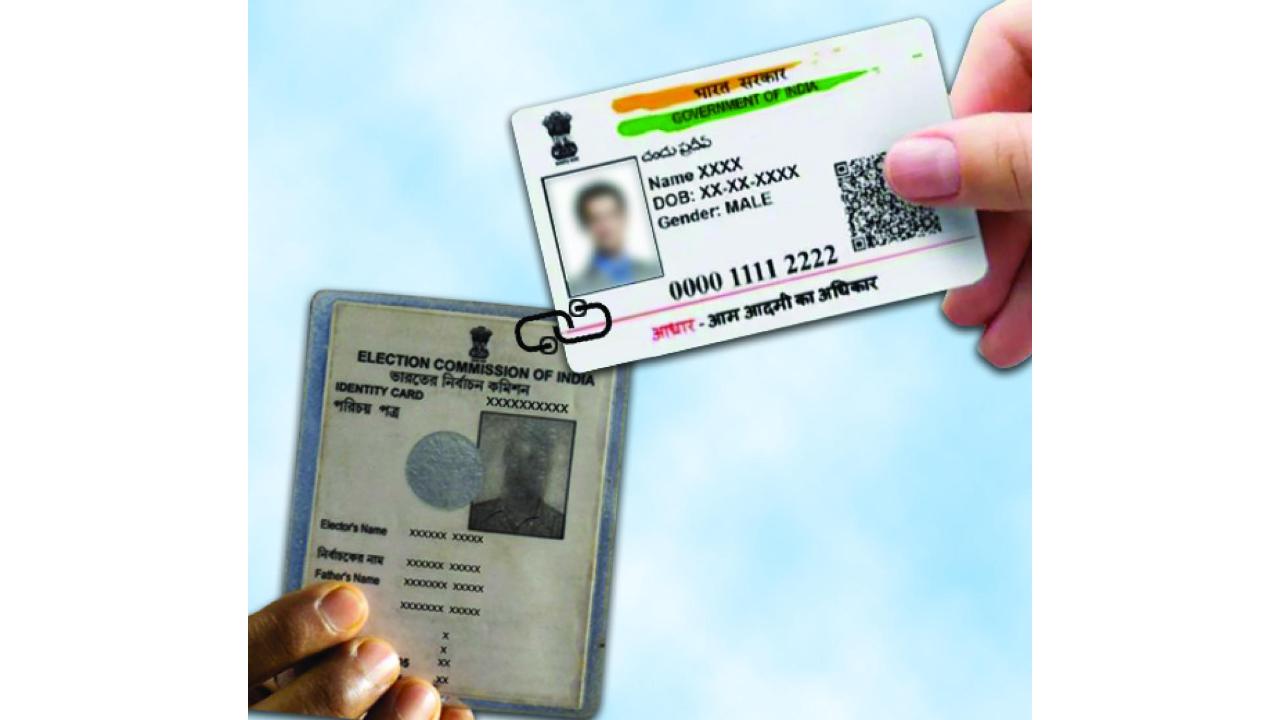 भारत सरकार
GOVERNMENT OF INDIA
చందు ప్రదీప్
Name XXXX
DOB: XX-XX-XXXX
Gender: MALE
0000 1111 2222
आधार - आम आदमी का अधिकार
ELECTION COMMISSION OF INDIA
ভারতের নির্বাচন কমিশন
IDENTITY CARD
পরিচয় পত্র
XXXXXXXXXX
Elector's Name XXXXXX XXXXX
নির্বাচকের নাম XXXXXX XXXXX
Father's Name XXXXXXX XXXXX
XXXXXXX XXXXX
X
X
XX
XX